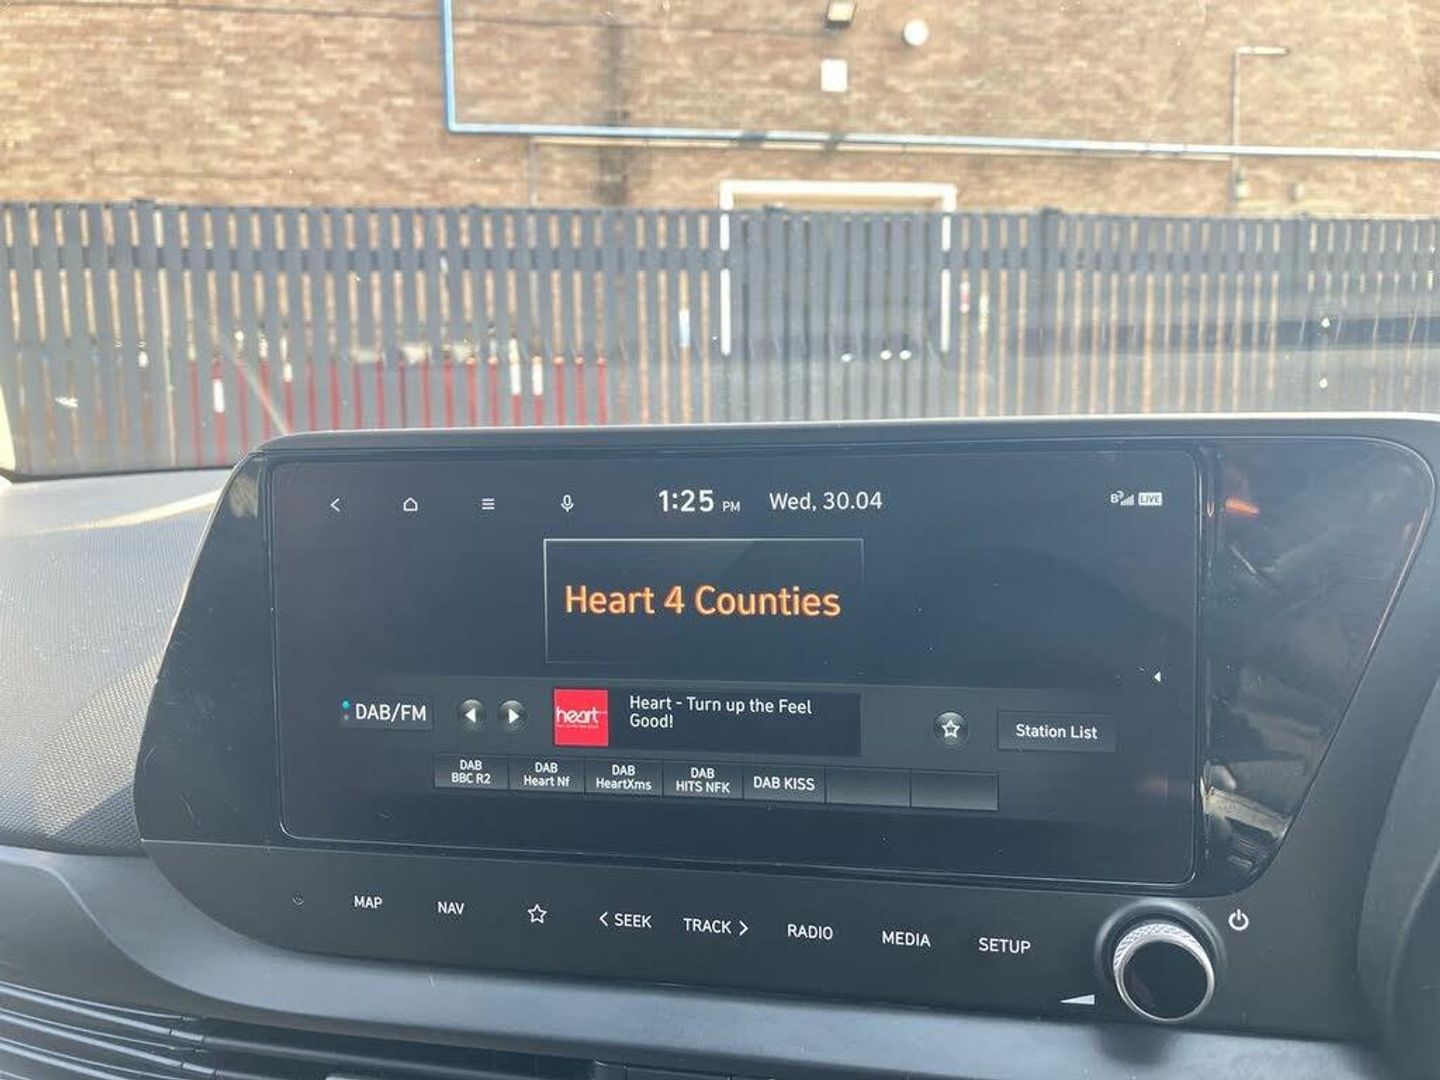 1:25 PM Wed, 30.04
B LIVE
Heart 4 Counties
DAB/FM
heart
Heart - Turn up the Feel
Good!
Station List
DAB
BBC R2
DAB
Heart Nf
DAB
HeartXms
DAB
HITS NFK
DAB KISS
MAP
NAV
< SEEK
TRACK >
RADIO
MEDIA
SETUP